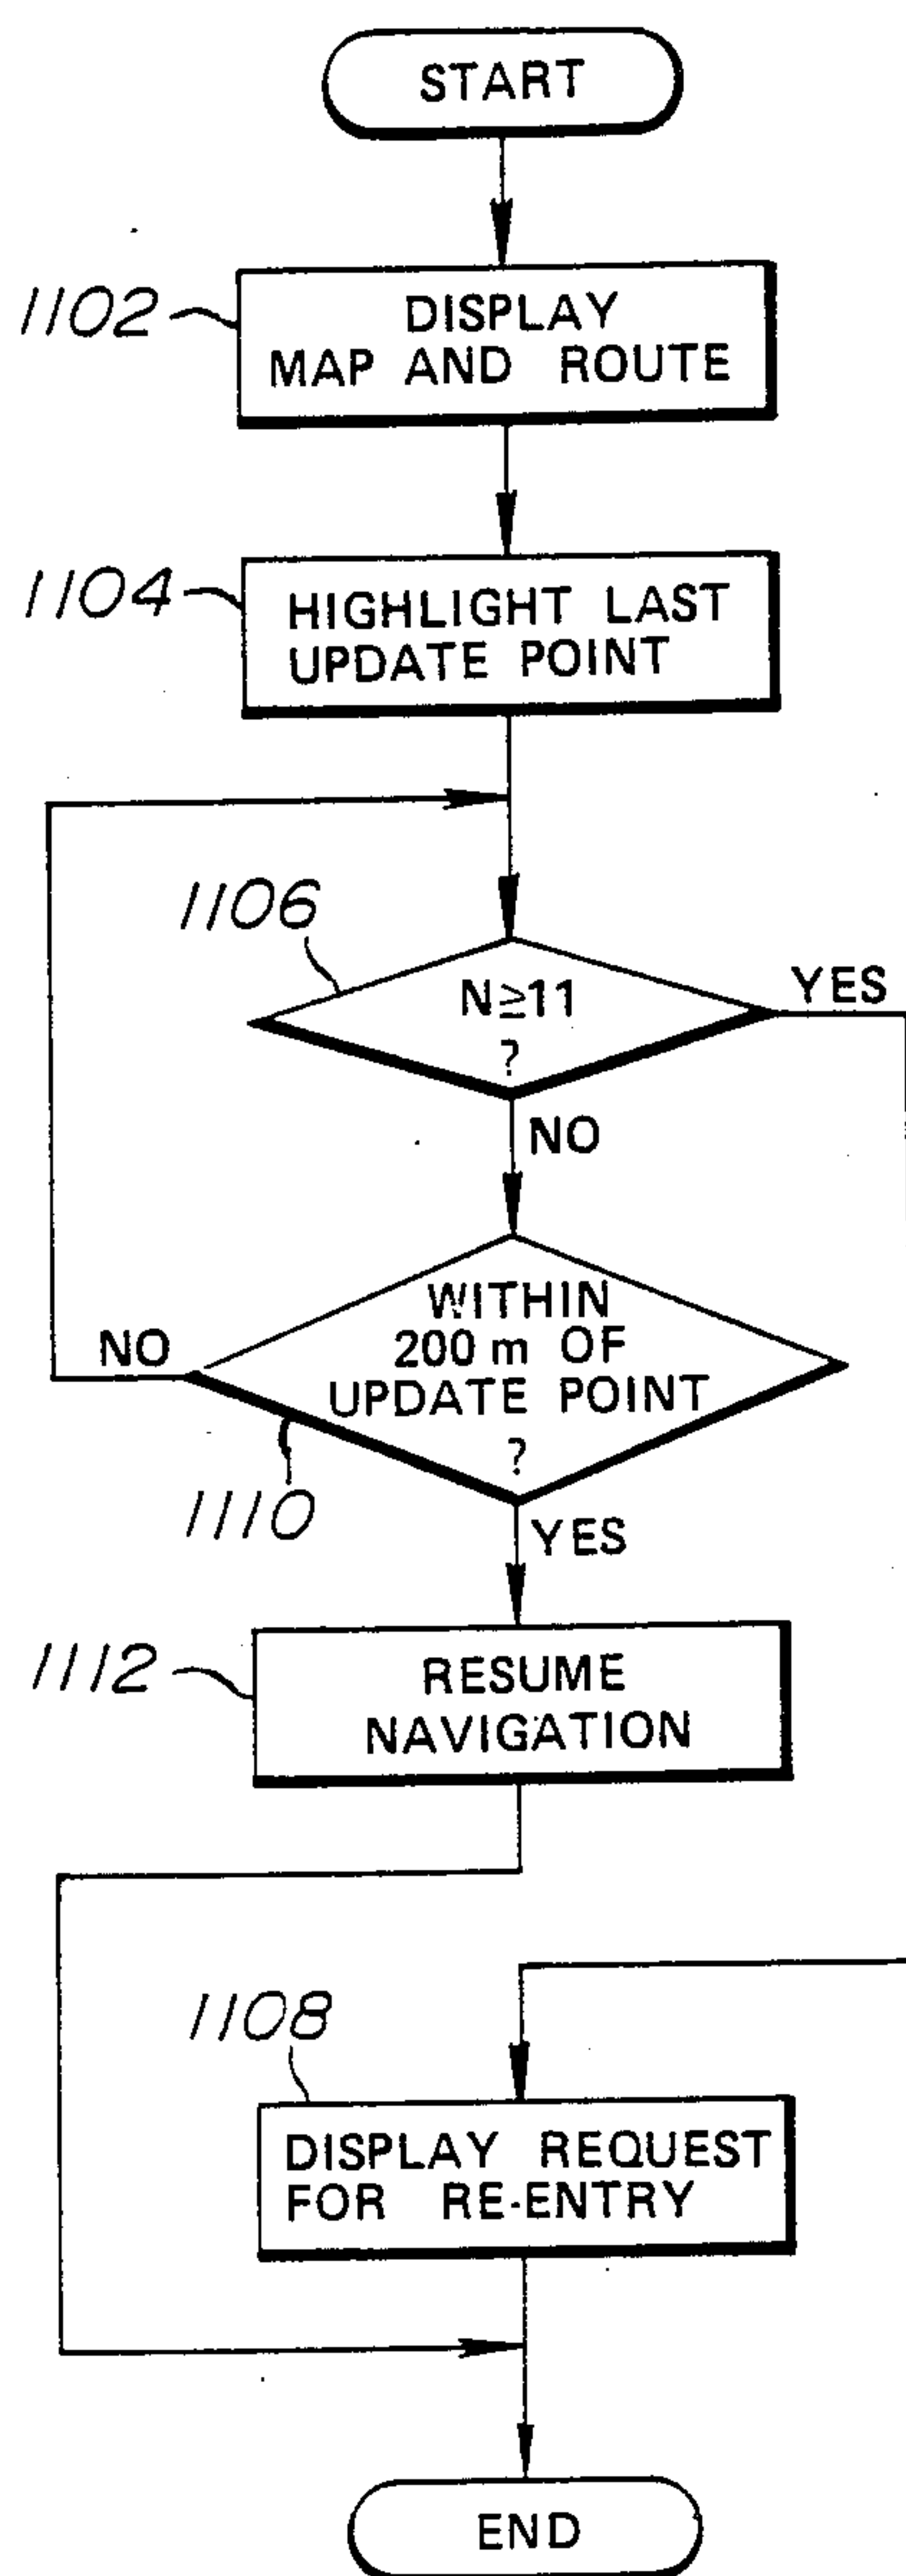 START
1102
DISPLAY
MAP AND ROUTE
1104
HIGHLIGHT LAST
UPDATE POINT
1106
N≧11
?
YES
NO
WITHIN
200 m OF
UPDATE POINT
?
NO
1110
YES
1112
RESUME
NAVIGATION
1108
DISPLAY REQUEST
FOR RE-ENTRY
END